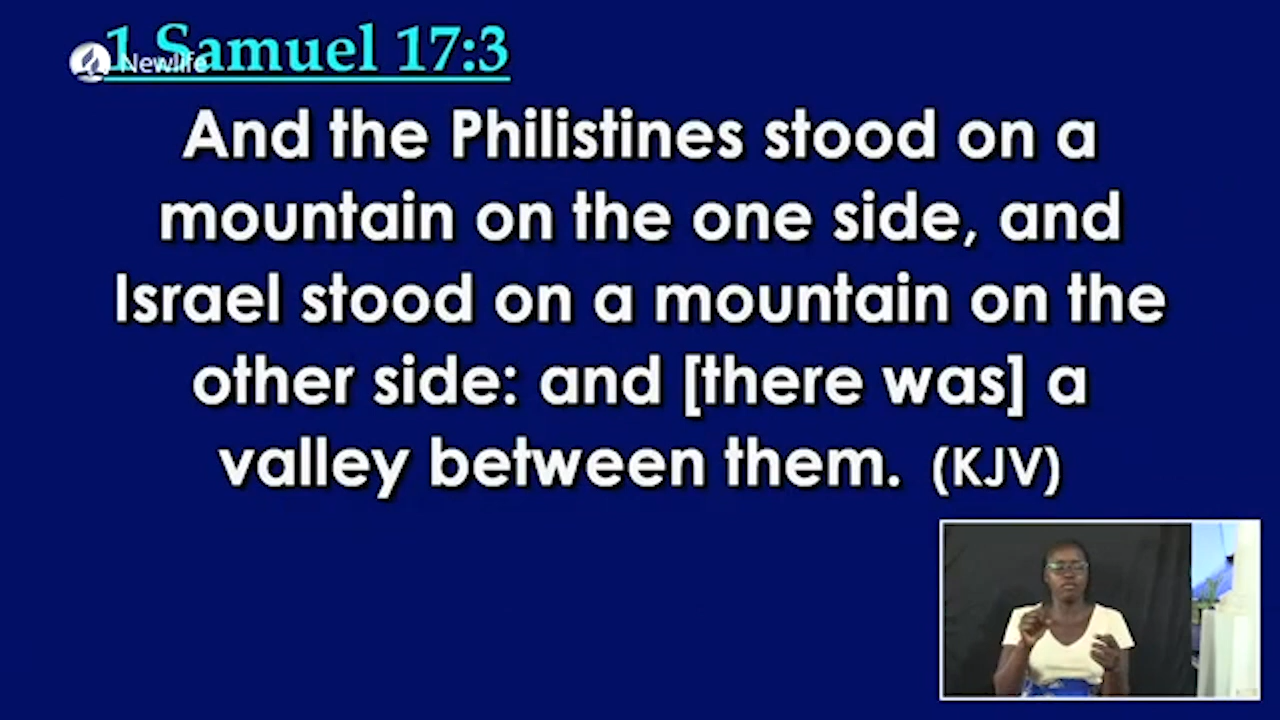 1 Samuel 17:3
Newlife
And the Philistines stood on a
mountain on the one side, and
Israel stood on a mountain on the
other side: and [there was] a
valley between them. (KJV)